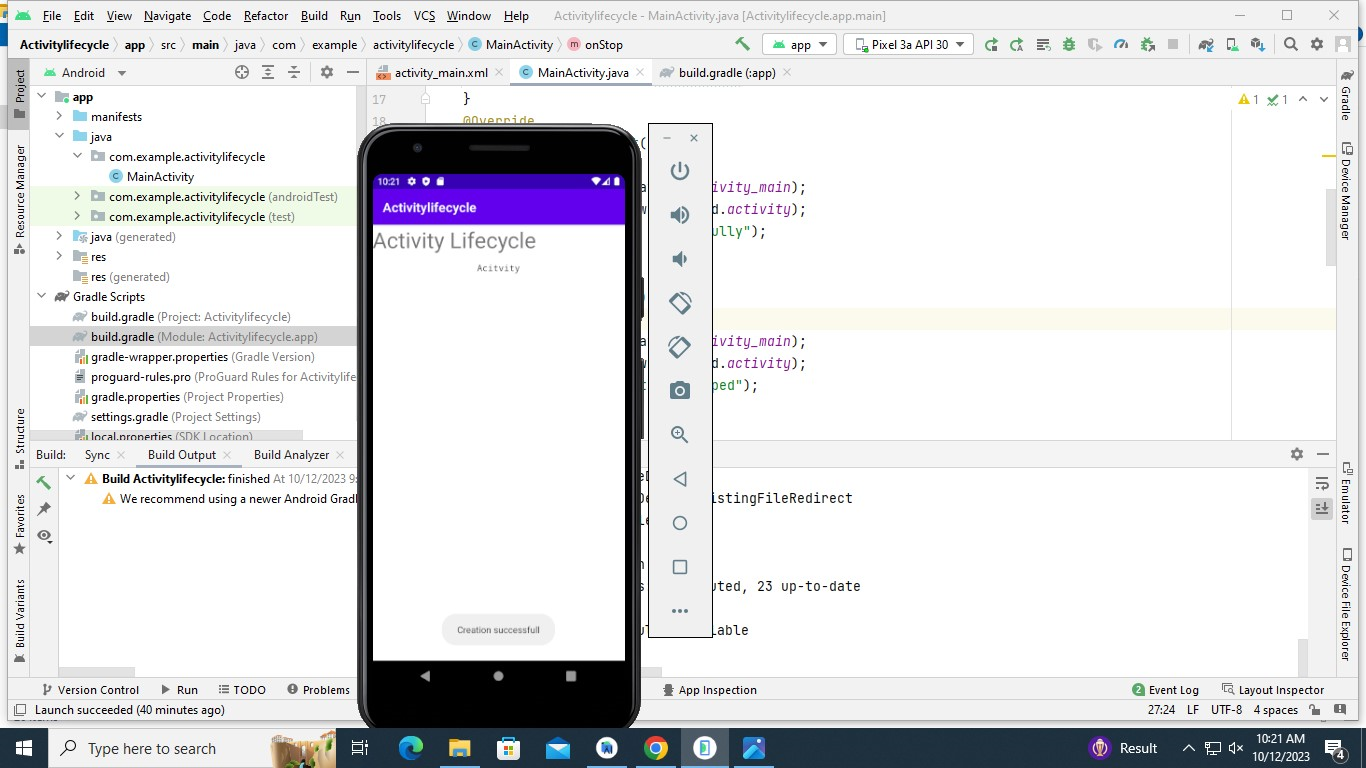 File Edit View Navigate Code Refactor Build Run Tools VCS Window Help Activitylifecycle - MainActivity.java [Activitylifecycle.app.main]
Activitylifecycle app src main java com example activitylifecycle MainActivity onStop app Pixel 3a API 30
Project
Resource Manager
Structure
Favorites
Build Variants
Android
app
manifests
java
com.example.activitylifecycle
MainActivity
com.example.activitylifecycle (androidTest)
com.example.activitylifecycle (test)
java (generated)
res
res (generated)
Gradle Scripts
build.gradle (Project: Activitylifecycle)
build.gradle (Module: Activitylifecycle.app)
gradle-wrapper.properties (Gradle Version)
proguard-rules.pro (ProGuard Rules for Activitylife
gradle.properties (Project Properties)
settings.gradle (Project Settings)
local.properties (SDK Location)
activity_main.xml MainActivity.java build.gradle (:app)
17 }
18 @Override
1 1
ivity_main);
d.activity);
ully");
ivity_main);
d.activity);
ped");
10:21
Activitylifecycle
Activity Lifecycle
Acitvity
Creation successfull
Gradle
Device Manager
Emulator
Device File Explorer
Build: Sync Build Output Build Analyzer
Build Activitylifecycle: finished At 10/12/2023 9:
We recommend using a newer Android Grad
istingFileRedirect
uted, 23 up-to-date
lable
Version Control Run TODO Problems App Inspection 2 Event Log Layout Inspector
Launch succeeded (40 minutes ago) 27:24 LF UTF-8 4 spaces
Type here to search Result 10:21 AM
10/12/2023 4